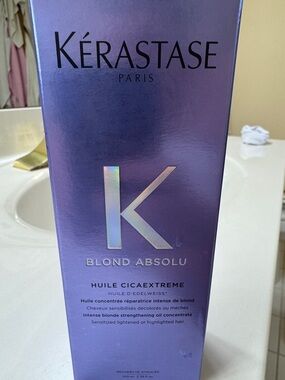 KÉRASTASE
PARIS
K
BLOND ABSOLU
HUILE CICAEXTREME
HUILE D'EDELWEISS*
Huile concentrée réparatrice intense de blond
Cheveux sensibilisés décolorés ou méchés
Intense blonde strengthening oil concentrate
Sensitized lightened or highlighted hair